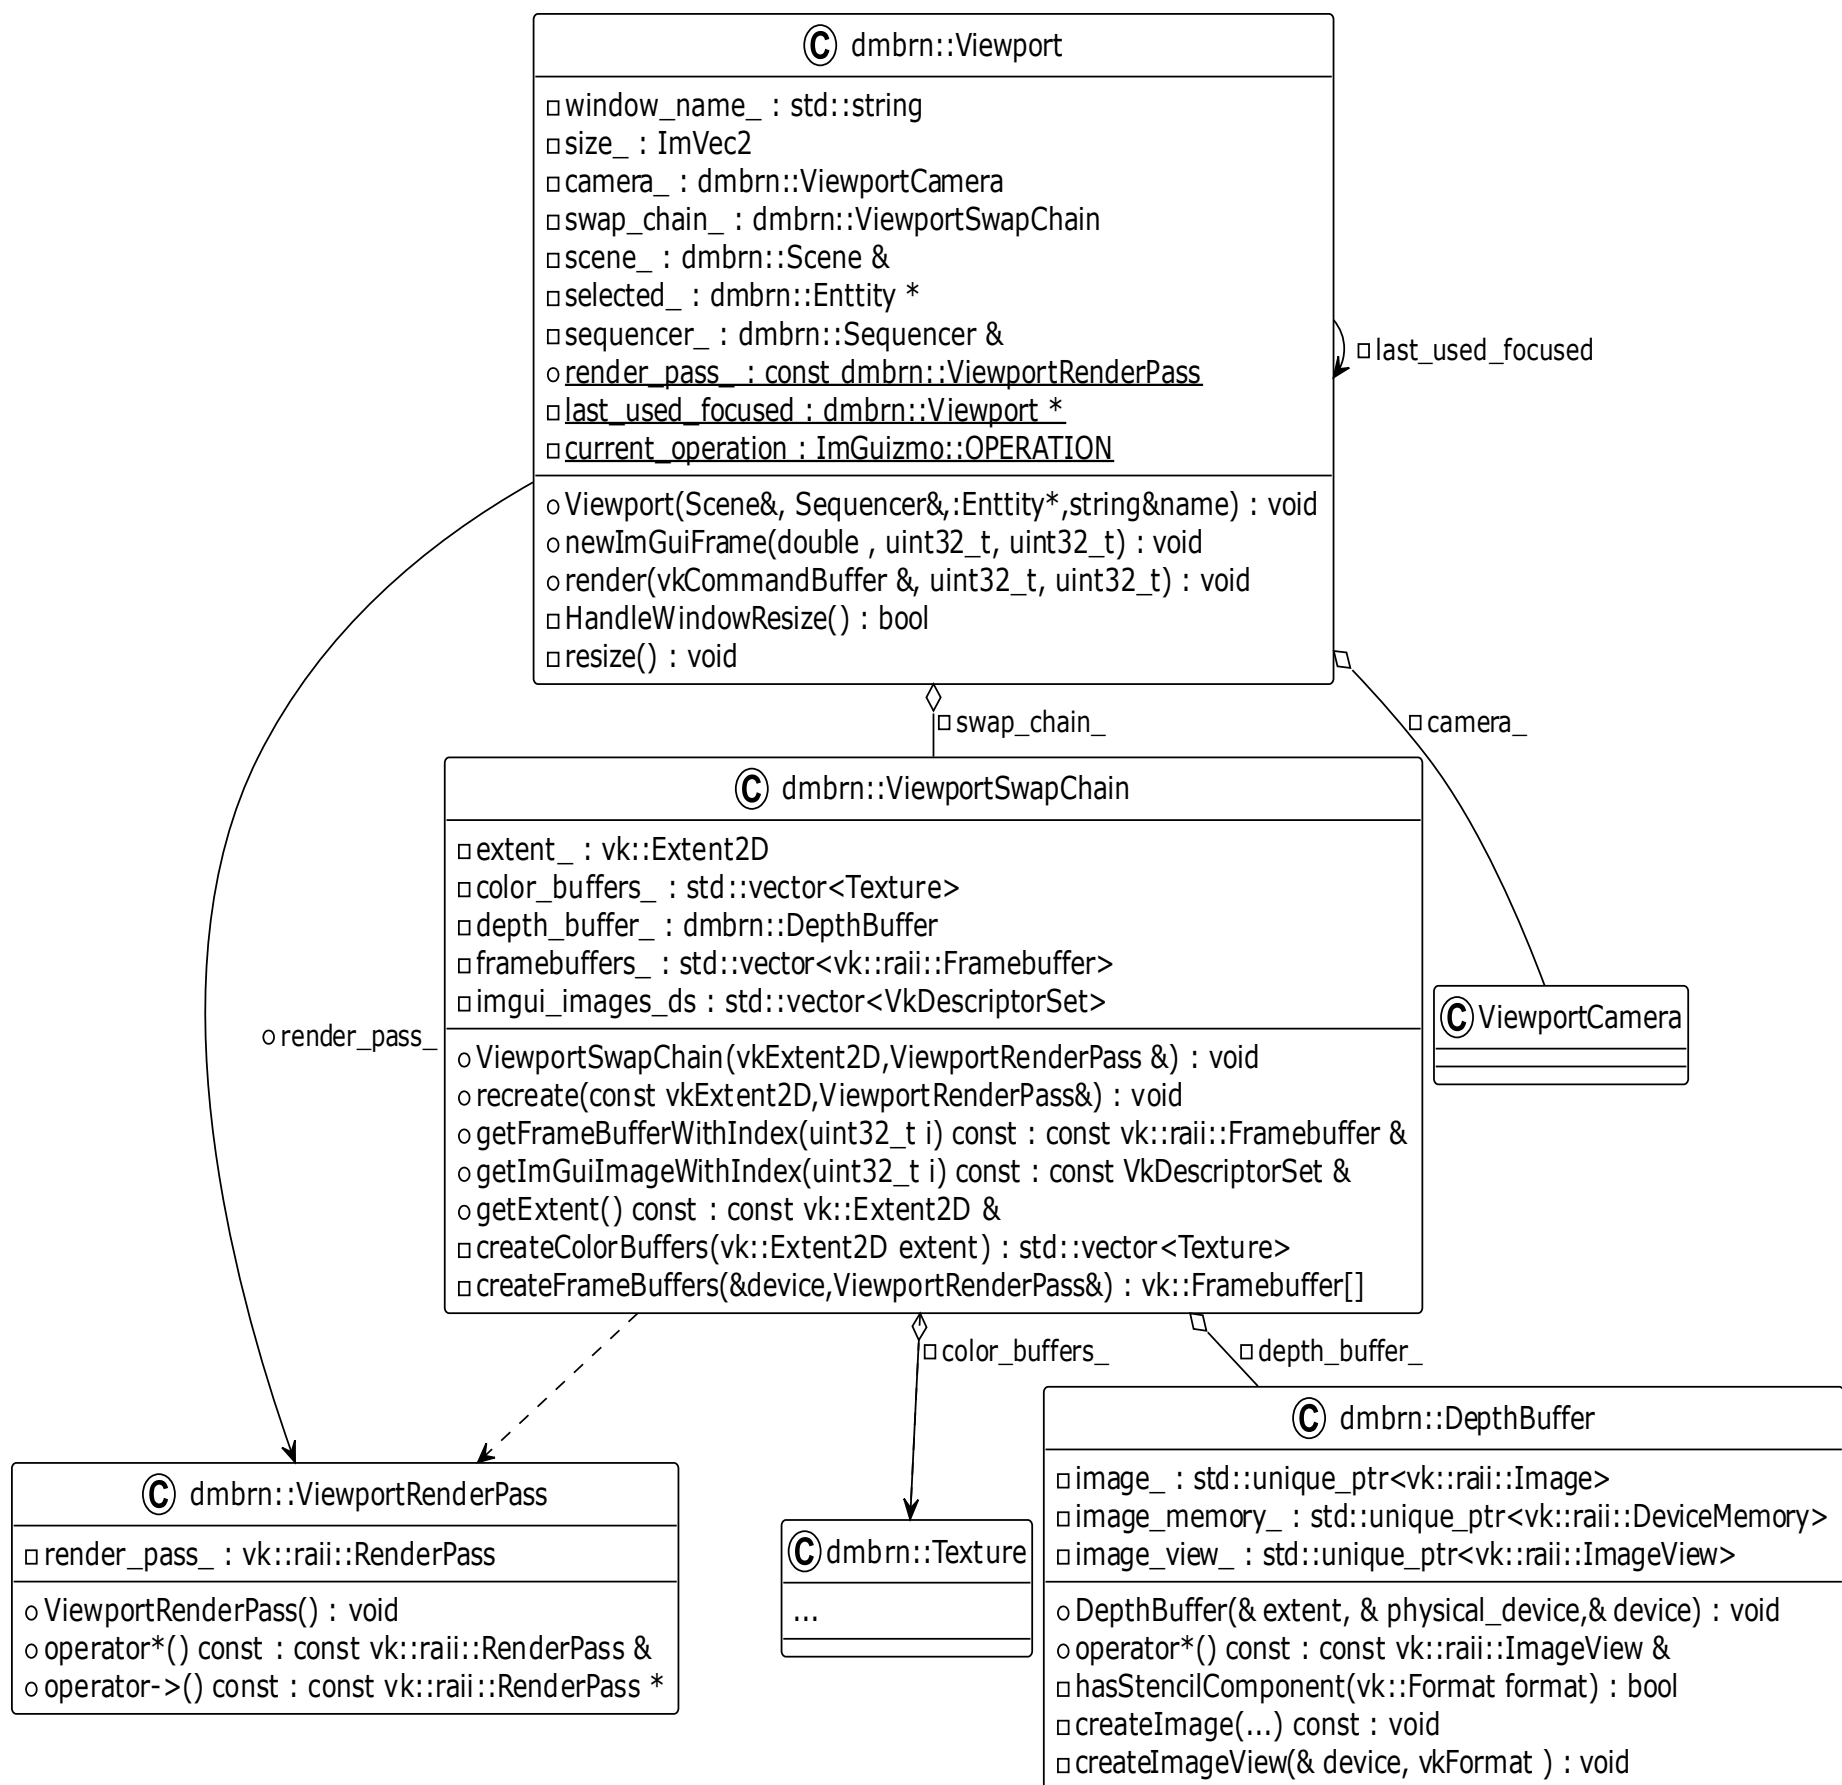 C dmbrn::Viewport
window_name_ : std::string
size_ : ImVec2
camera_ : dmbrn::ViewportCamera
swap_chain_ : dmbrn::ViewportSwapChain
scene_ : dmbrn::Scene &
selected_ : dmbrn::Enttity *
sequencer_ : dmbrn::Sequencer &
render_pass_ : const dmbrn::ViewportRenderPass
last_used_focused : dmbrn::Viewport *
current_operation : ImGuizmo::OPERATION
last_used_focused
Viewport(Scene&, Sequencer&,:Enttity*,string&name) : void
newImGuiFrame(double , uint32_t, uint32_t) : void
render(vkCommandBuffer &, uint32_t, uint32_t) : void
HandleWindowResize() : bool
resize() : void
swap_chain_
camera_
C dmbrn::ViewportSwapChain
extent_ : vk::Extent2D
color_buffers_ : std::vector<Texture>
depth_buffer_ : dmbrn::DepthBuffer
framebuffers_ : std::vector<vk::raii::Framebuffer>
imgui_images_ds : std::vector<VkDescriptorSet>
ViewportSwapChain(vkExtent2D,ViewportRenderPass &) : void
recreate(const vkExtent2D,ViewportRenderPass&) : void
getFrameBufferWithIndex(uint32_t i) const : const vk::raii::Framebuffer &
getImGuiImageWithIndex(uint32_t i) const : const VkDescriptorSet &
getExtent() const : const vk::Extent2D &
createColorBuffers(vk::Extent2D extent) : std::vector<Texture>
createFrameBuffers(&device,ViewportRenderPass&) : vk::Framebuffer[]
render_pass_
C ViewportCamera
color_buffers_
depth_buffer_
C dmbrn::ViewportRenderPass
render_pass_ : vk::raii::RenderPass
ViewportRenderPass() : void
operator*() const : const vk::raii::RenderPass &
operator->() const : const vk::raii::RenderPass *
C dmbrn::Texture
...
C dmbrn::DepthBuffer
image_ : std::unique_ptr<vk::raii::Image>
image_memory_ : std::unique_ptr<vk::raii::DeviceMemory>
image_view_ : std::unique_ptr<vk::raii::ImageView>
DepthBuffer(& extent, & physical_device,& device) : void
operator*() const : const vk::raii::ImageView &
hasStencilComponent(vk::Format format) : bool
createImage(...) const : void
createImageView(& device, vkFormat ) : void